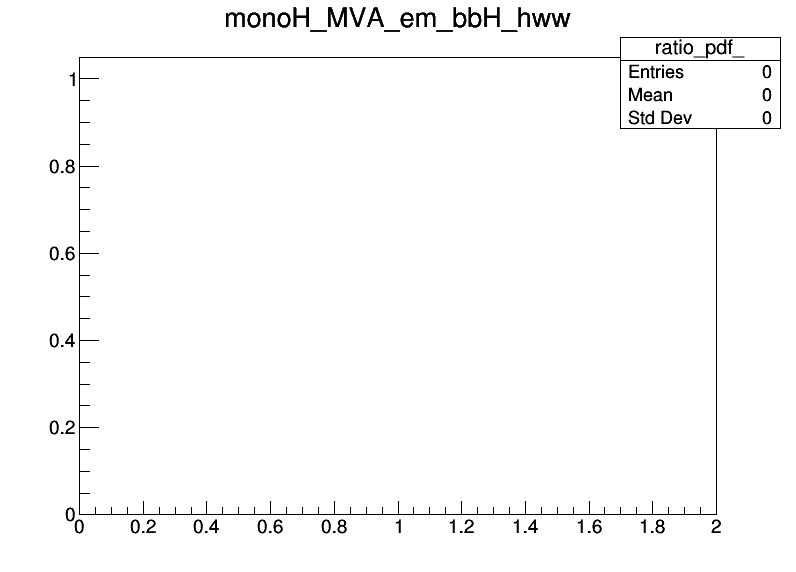 monoH_MVA_em_bbH_hww
ratio_pdf_
Entries 0
Mean 0
Std Dev 0
1
0.8
0.6
0.4
0.2
0
0 0.2 0.4 0.6 0.8 1 1.2 1.4 1.6 1.8 2